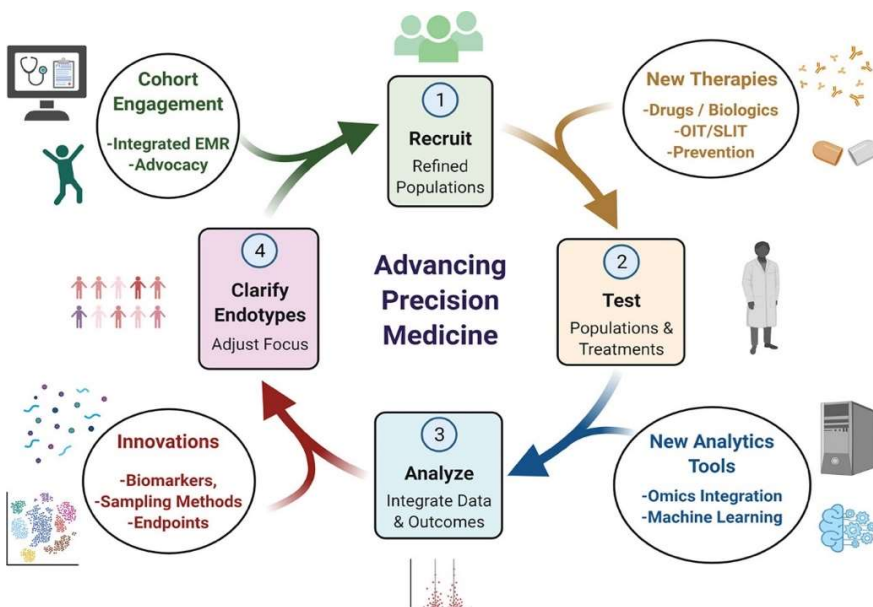 Cohort
Engagement
-Integrated EMR
-Advocacy
1
Recruit
Refined
Populations
New Therapies
-Drugs / Biologics
-OIT/SLIT
-Prevention
4
Clarify
Endotypes
Adjust Focus
Advancing
Precision
Medicine
2
Test
Populations &
Treatments
Innovations
-Biomarkers,
-Sampling Methods
-Endpoints
3
Analyze
Integrate Data
& Outcomes
New Analytics
Tools
-Omics Integration
-Machine Learning